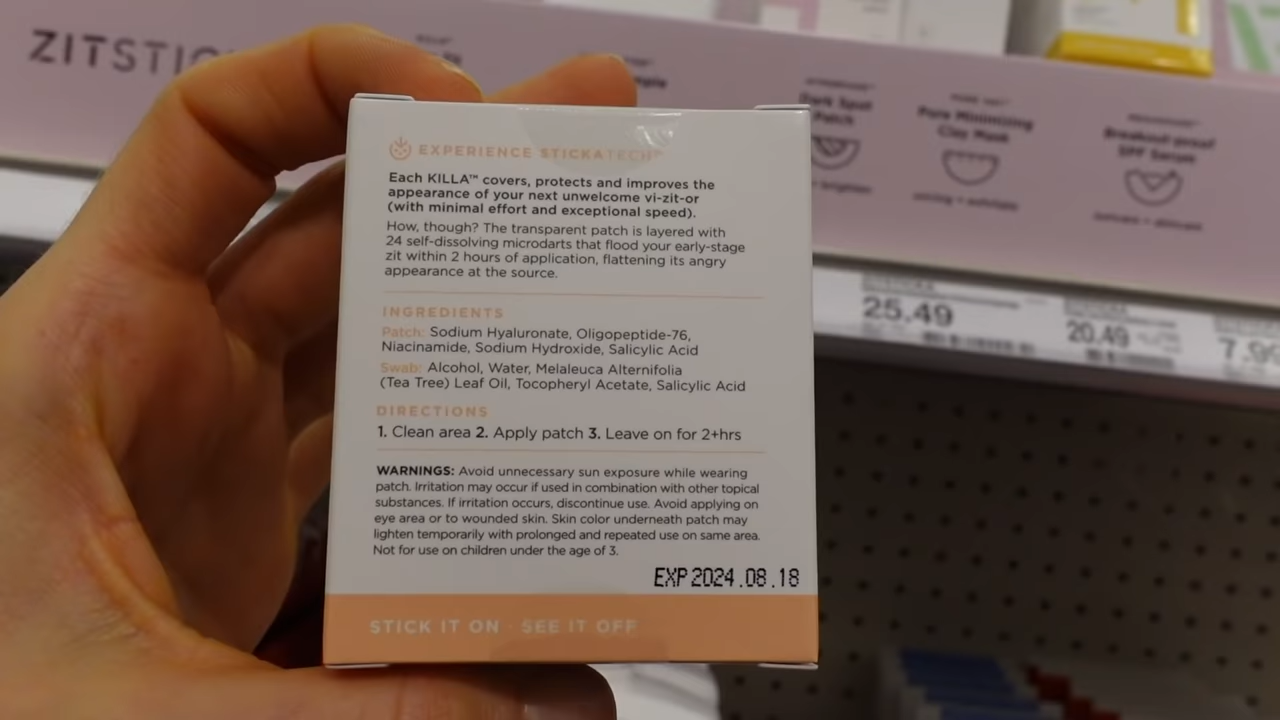 ZITSTIC
Dark Spot
Patch
Pore Minimizing
Clay Mask
Breakout-proof
SPF Serum
25.49
20.49
EXPERIENCE STICKATECH™
Each KILLA™ covers, protects and improves the
appearance of your next unwelcome vi-zit-or
(with minimal effort and exceptional speed).
How, though? The transparent patch is layered with
24 self-dissolving microdarts that flood your early-stage
zit within 2 hours of application, flattening its angry
appearance at the source.
INGREDIENTS
Patch: Sodium Hyaluronate, Oligopeptide-76,
Niacinamide, Sodium Hydroxide, Salicylic Acid
Swab: Alcohol, Water, Melaleuca Alternifolia
(Tea Tree) Leaf Oil, Tocopheryl Acetate, Salicylic Acid
DIRECTIONS
1. Clean area 2. Apply patch 3. Leave on for 2+hrs
WARNINGS: Avoid unnecessary sun exposure while wearing
patch. Irritation may occur if used in combination with other topical
substances. If irritation occurs, discontinue use. Avoid applying on
eye area or to wounded skin. Skin color underneath patch may
lighten temporarily with prolonged and repeated use on same area.
Not for use on children under the age of 3.
EXP 2024.08.18
STICK IT ON · SEE IT OFF